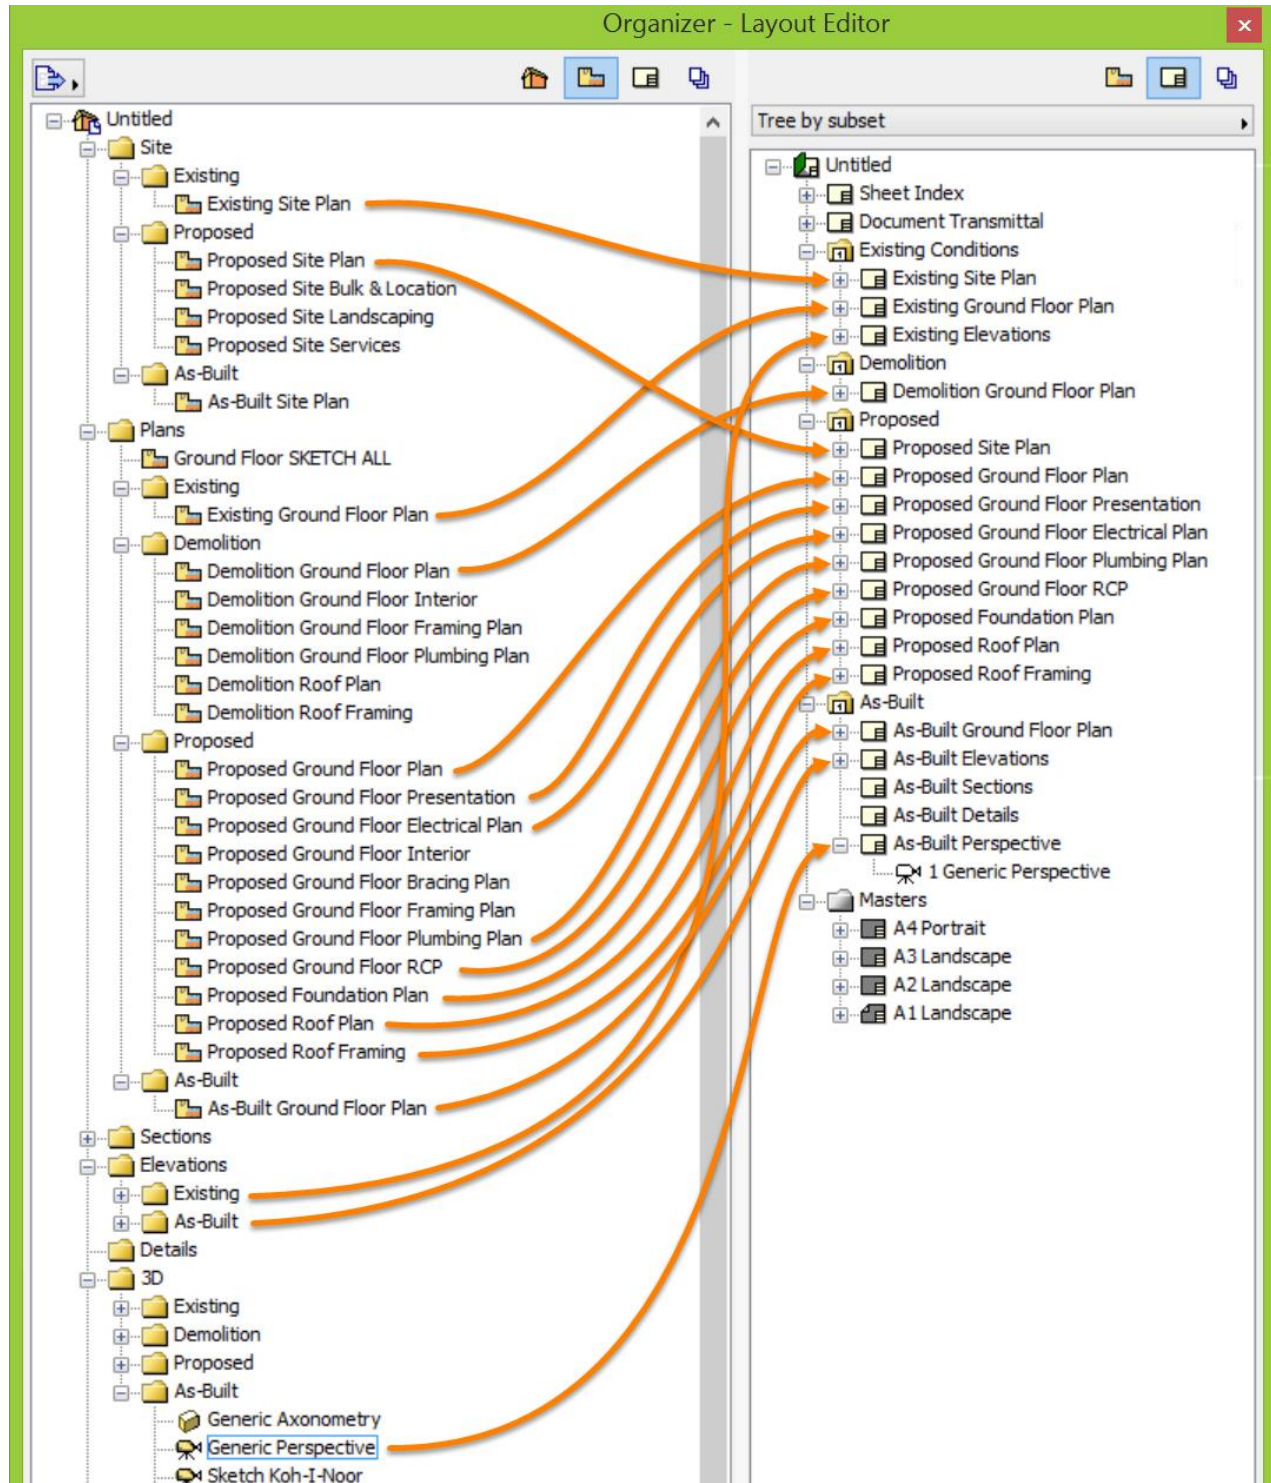 Organizer - Layout Editor
Untitled
Site
Existing
Existing Site Plan
Proposed
Proposed Site Plan
Proposed Site Bulk & Location
Proposed Site Landscaping
Proposed Site Services
As-Built
As-Built Site Plan
Plans
Ground Floor SKETCH ALL
Existing
Existing Ground Floor Plan
Demolition
Demolition Ground Floor Plan
Demolition Ground Floor Interior
Demolition Ground Floor Framing Plan
Demolition Ground Floor Plumbing Plan
Demolition Roof Plan
Demolition Roof Framing
Proposed
Proposed Ground Floor Plan
Proposed Ground Floor Presentation
Proposed Ground Floor Electrical Plan
Proposed Ground Floor Interior
Proposed Ground Floor Bracing Plan
Proposed Ground Floor Framing Plan
Proposed Ground Floor Plumbing Plan
Proposed Ground Floor RCP
Proposed Foundation Plan
Proposed Roof Plan
Proposed Roof Framing
As-Built
As-Built Ground Floor Plan
Sections
Elevations
Existing
As-Built
Details
3D
Existing
Demolition
Proposed
As-Built
Generic Axonometry
Generic Perspective
Sketch Koh-I-Noor
Tree by subset
Untitled
Sheet Index
Document Transmittal
Existing Conditions
Existing Site Plan
Existing Ground Floor Plan
Existing Elevations
Demolition
Demolition Ground Floor Plan
Proposed
Proposed Site Plan
Proposed Ground Floor Plan
Proposed Ground Floor Presentation
Proposed Ground Floor Electrical Plan
Proposed Ground Floor Plumbing Plan
Proposed Ground Floor RCP
Proposed Foundation Plan
Proposed Roof Plan
Proposed Roof Framing
As-Built
As-Built Ground Floor Plan
As-Built Elevations
As-Built Sections
As-Built Details
As-Built Perspective
1 Generic Perspective
Masters
A4 Portrait
A3 Landscape
A2 Landscape
A1 Landscape